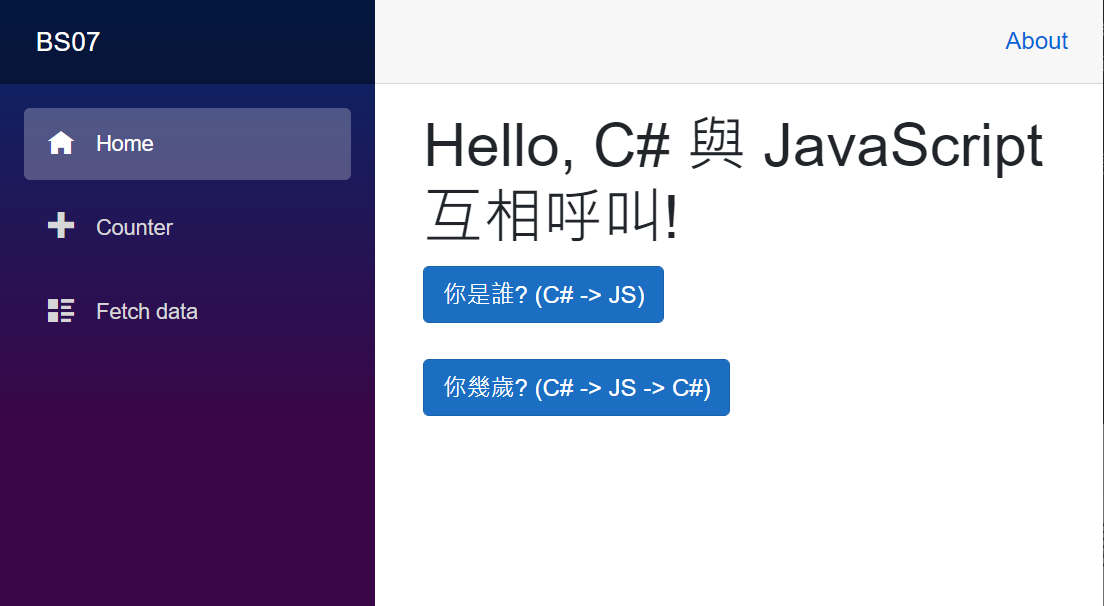 BS07
About
Home
Counter
Fetch data
Hello, C# 與 JavaScript
互相呼叫!
你是誰? (C# -> JS)
你幾歲? (C# -> JS -> C#)